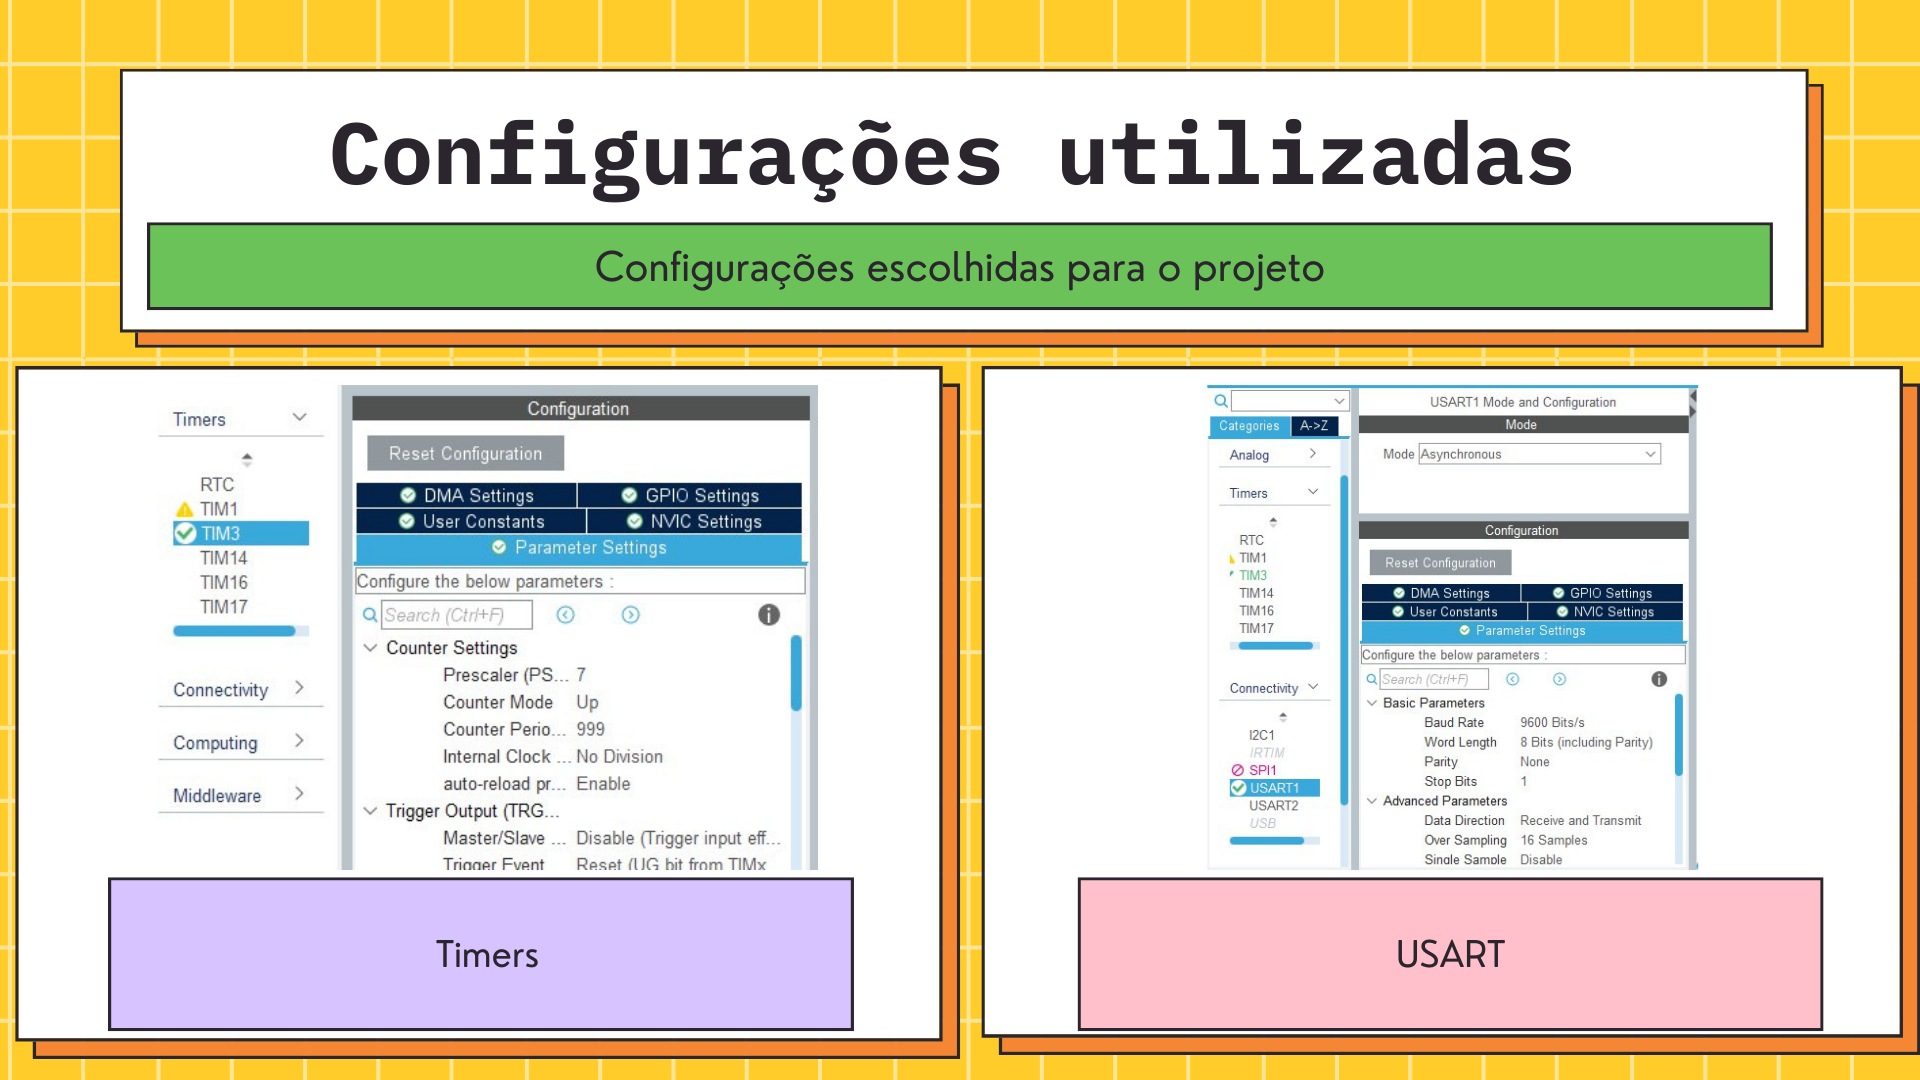 Configurações utilizadas
Configurações escolhidas para o projeto
Timers
RTC
TIM1
TIM3
TIM14
TIM16
TIM17
Connectivity
Computing
Middleware
Configuration
Reset Configuration
DMA Settings
GPIO Settings
User Constants
NVIC Settings
Parameter Settings
Configure the below parameters :
Search (Ctrl+F)
Counter Settings
Prescaler (PS... 7
Counter Mode Up
Counter Perio... 999
Internal Clock ... No Division
auto-reload pr... Enable
Trigger Output (TRG...
Master/Slave ... Disable (Trigger input eff...
Trigger Event Reset (UG bit from TIMx
Timers
Categories A->Z
Analog
Timers
RTC
TIM1
TIM3
TIM14
TIM16
TIM17
Connectivity
I2C1
IRTIM
SPI1
USART1
USART2
USB
USART1 Mode and Configuration
Mode
Mode Asynchronous
Configuration
Reset Configuration
DMA Settings
GPIO Settings
User Constants
NVIC Settings
Parameter Settings
Configure the below parameters :
Search (Ctrl+F)
Basic Parameters
Baud Rate 9600 Bits/s
Word Length 8 Bits (including Parity)
Parity None
Stop Bits 1
Advanced Parameters
Data Direction Receive and Transmit
Over Sampling 16 Samples
Single Sample Disable
USART